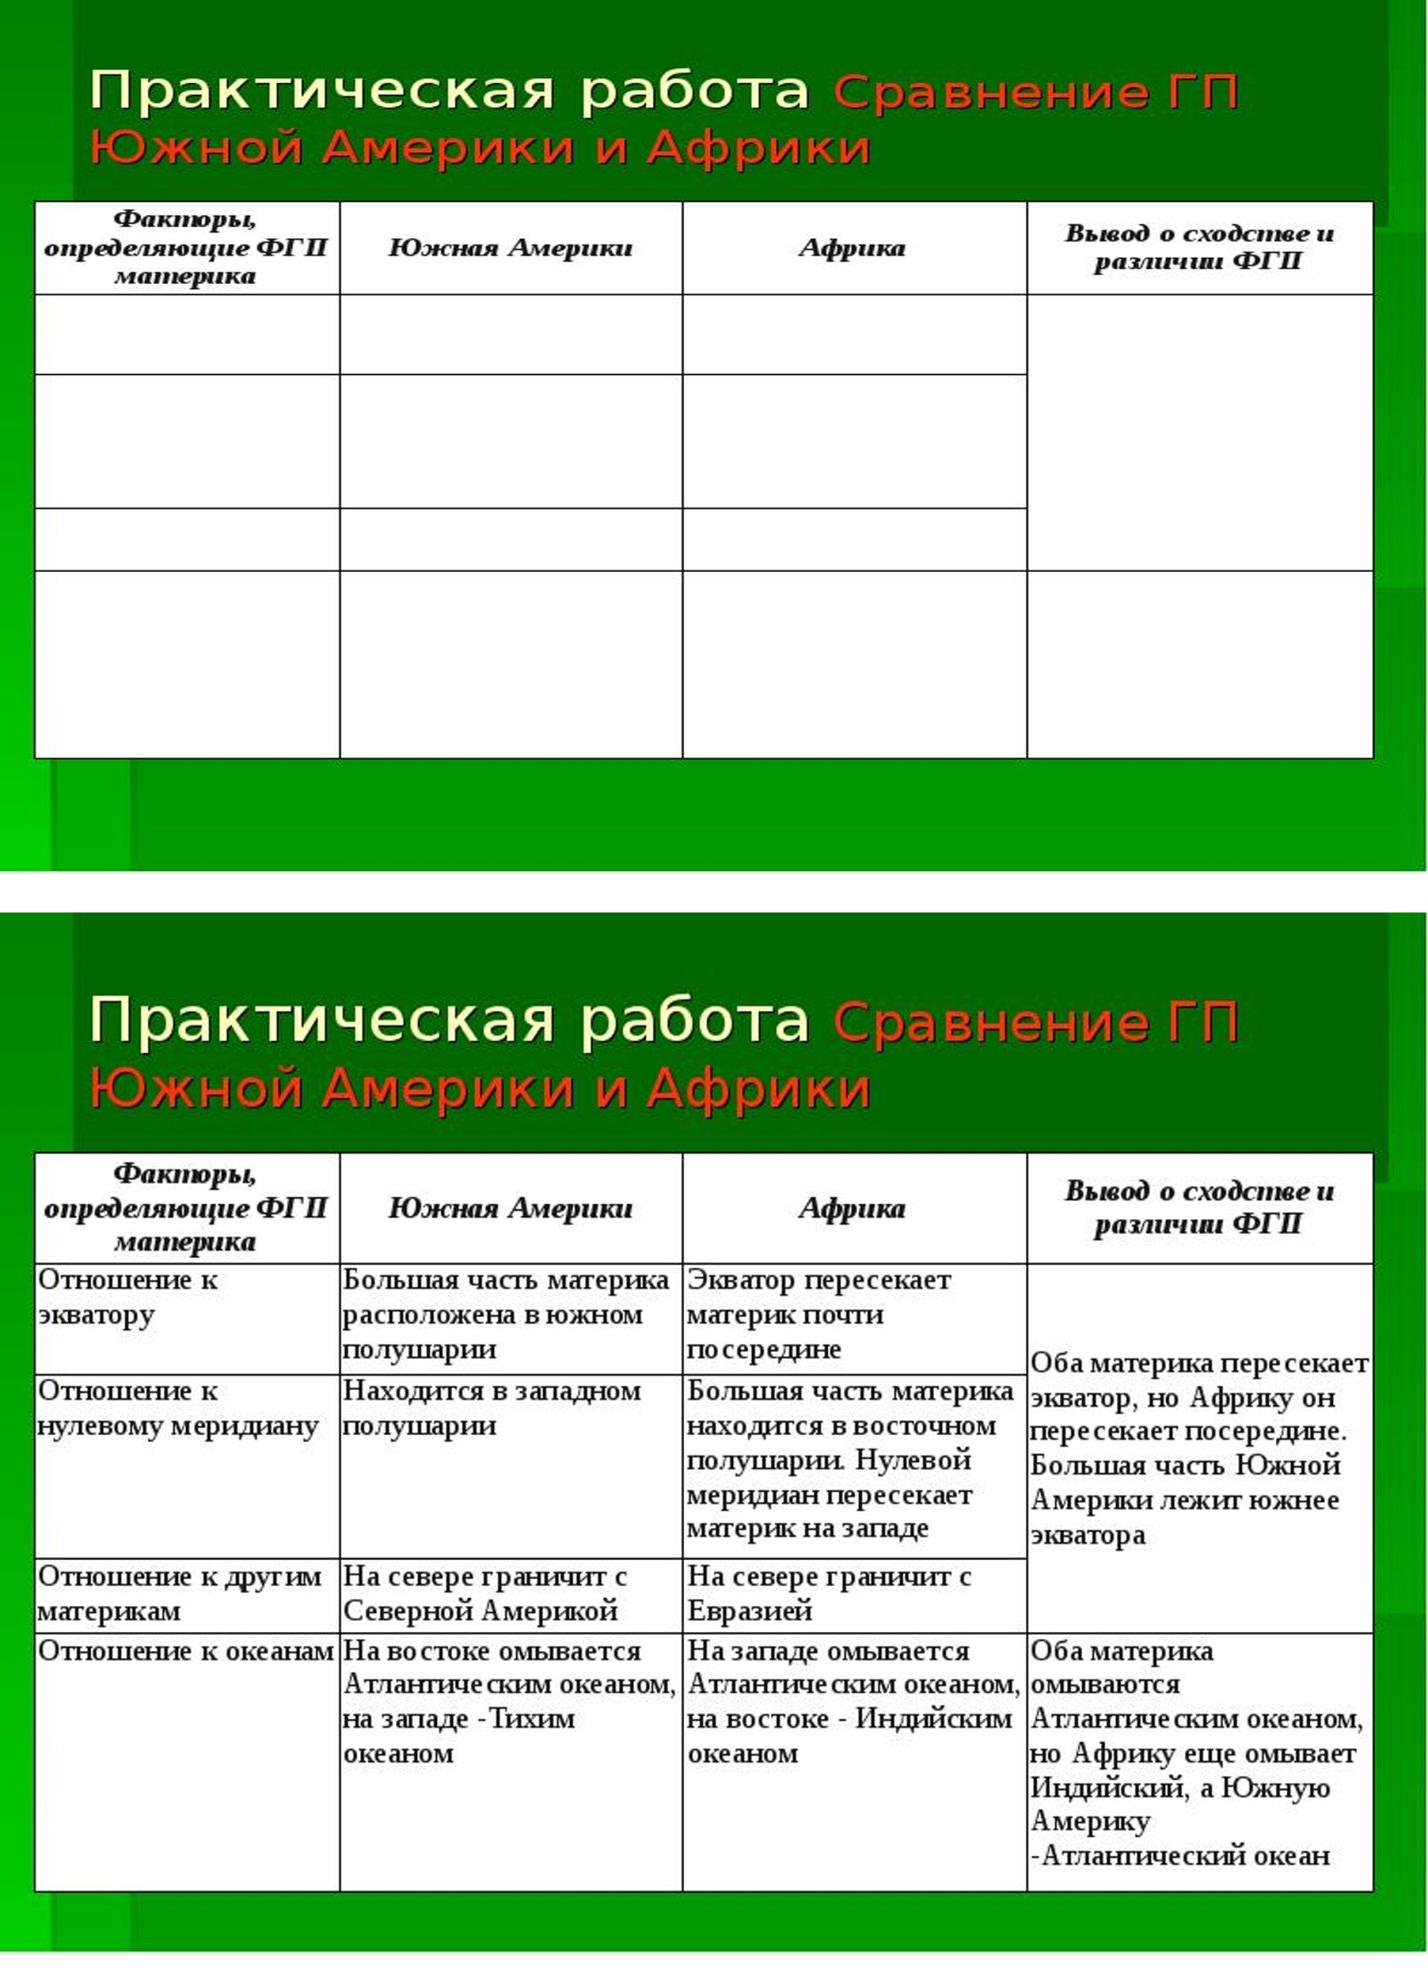 Практическая работа Сравнение ГП
Южной Америки и Африки
Факторы,
определяющие ФГП
материка
Южная Америки
Африка
Вывод о сходстве и
различии ФГП
Практическая работа Сравнение ГП
Южной Америки и Африки
Факторы,
определяющие ФГП
материка
Южная Америки
Африка
Вывод о сходстве и
различии ФГП
Отношение к
экватору
Большая часть материка
расположена в южном
полушарии
Экватор пересекает
материк почти
посередине
Оба материка пересекает
экватор, но Африку он
пересекает посередине.
Большая часть Южной
Америки лежит южнее
экватора
Отношение к
нулевому меридиану
Находится в западном
полушарии
Большая часть материка
находится в восточном
полушарии. Нулевой
меридиан пересекает
материк на западе
Отношение к другим
материкам
На севере граничит с
Северной Америкой
На севере граничит с
Евразией
Отношение к океанам
На востоке омывается
Атлантическим океаном,
на западе -Тихим
океаном
На западе омывается
Атлантическим океаном,
на востоке - Индийским
океаном
Оба материка
омываются
Атлантическим океаном,
но Африку еще омывает
Индийский, а Южную
Америку
-Атлантический океан